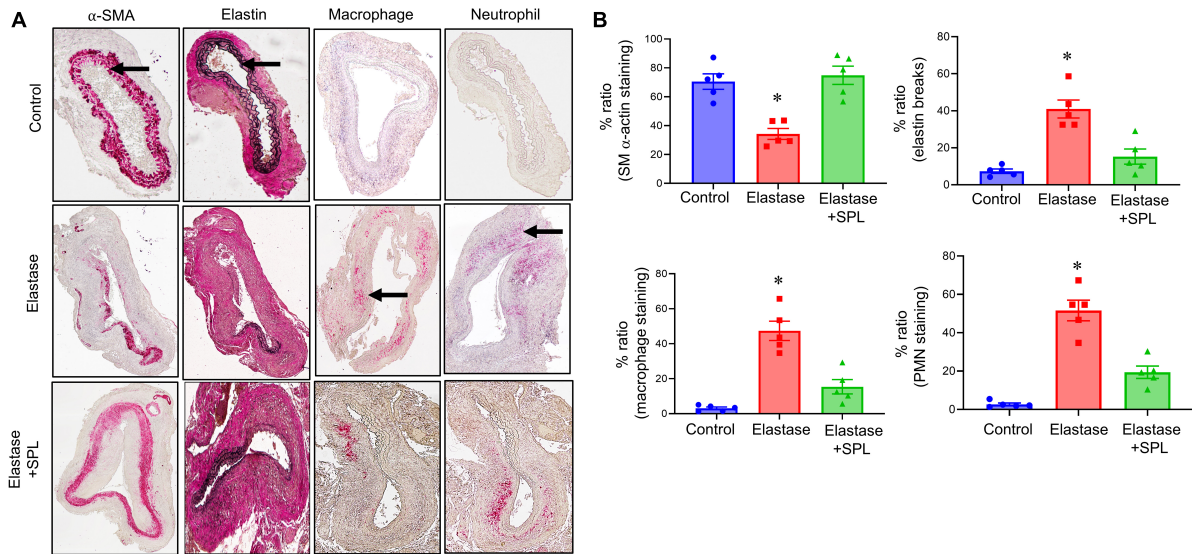 A
α-SMA
Elastin
Macrophage
Neutrophil
Control
Elastase
Elastase
+SPL
B
% ratio
(SM α-actin staining)
100
80
60
40
20
0
*
Control
Elastase
Elastase
+SPL
% ratio
(elastin breaks)
80
60
40
20
0
*
Control
Elastase
Elastase
+SPL
% ratio
(macrophage staining)
80
60
40
20
0
*
Control
Elastase
Elastase
+SPL
% ratio
(PMN staining)
80
60
40
20
0
*
Control
Elastase
Elastase
+SPL